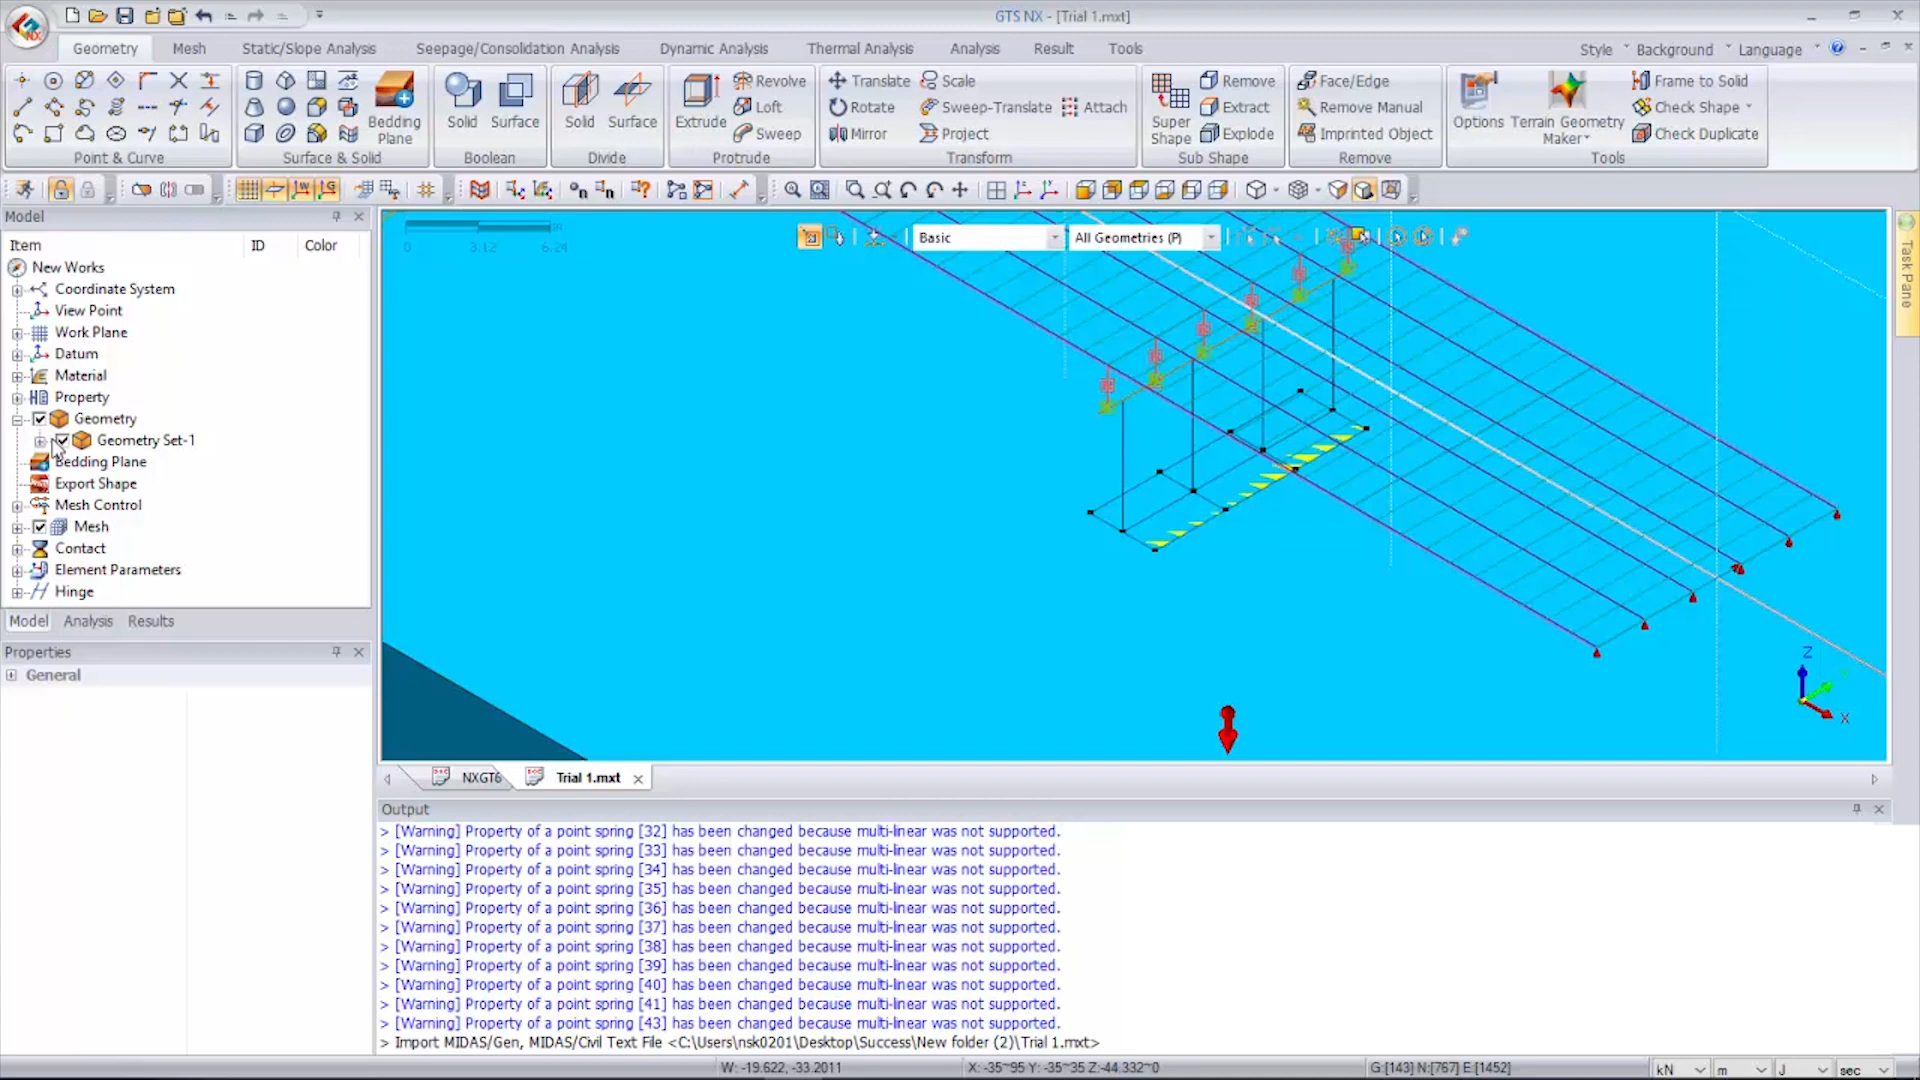 GTS NX - [Trial 1.mxt]
Geometry Mesh Static/Slope Analysis Seepage/Consolidation Analysis Dynamic Analysis Thermal Analysis Analysis Result Tools
Style Background Language
Bedding Plane
Point & Curve
Surface & Solid
Solid Surface
Boolean
Solid Surface
Divide
Extrude
Revolve
Loft
Sweep
Protrude
Translate
Rotate
Mirror
Scale
Sweep-Translate
Project
Attach
Transform
Super Shape
Remove
Extract
Explode
Sub Shape
Face/Edge
Remove Manual
Imprinted Object
Remove
Options
Terrain Geometry Maker
Frame to Solid
Check Shape
Check Duplicate
Tools
Model
Item ID Color
New Works
Coordinate System
View Point
Work Plane
Datum
Material
Property
Geometry
Geometry Set-1
Bedding Plane
Export Shape
Mesh Control
Mesh
Contact
Element Parameters
Hinge
Model Analysis Results
Properties
General
0 3.12 6.24
Basic
All Geometries (P)
Task Pane
Z
X
NXGT6
Trial 1.mxt
Output
> [Warning] Property of a point spring [32] has been changed because multi-linear was not supported.
> [Warning] Property of a point spring [33] has been changed because multi-linear was not supported.
> [Warning] Property of a point spring [34] has been changed because multi-linear was not supported.
> [Warning] Property of a point spring [35] has been changed because multi-linear was not supported.
> [Warning] Property of a point spring [36] has been changed because multi-linear was not supported.
> [Warning] Property of a point spring [37] has been changed because multi-linear was not supported.
> [Warning] Property of a point spring [38] has been changed because multi-linear was not supported.
> [Warning] Property of a point spring [39] has been changed because multi-linear was not supported.
> [Warning] Property of a point spring [40] has been changed because multi-linear was not supported.
> [Warning] Property of a point spring [41] has been changed because multi-linear was not supported.
> [Warning] Property of a point spring [43] has been changed because multi-linear was not supported.
> Import MIDAS/Gen, MIDAS/Civil Text File <C:\Users\nsk0201\Desktop\Success\New folder (2)\Trial 1.mxt>
W: -19.622, -33.2011
X: -35~95 Y: -35~35 Z:-44.332~0
G:[143] N:[767] E:[1452]
kN m J sec